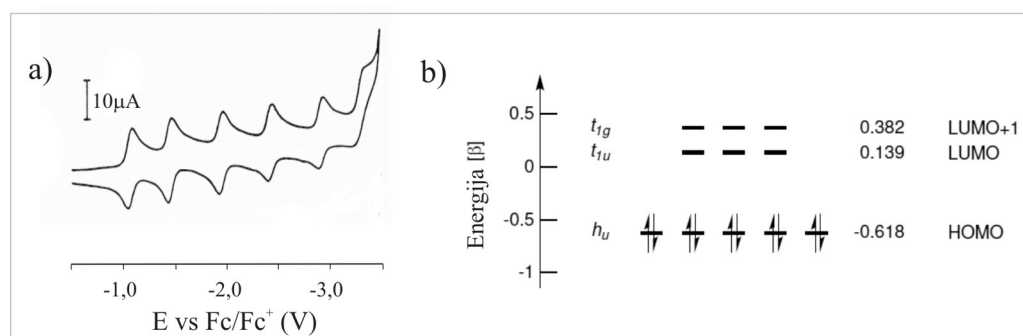 a)
10μA
-1,0
-2,0
-3,0
E vs Fc/Fc⁺ (V)
b)
Energija [β]
0.5
0
-0.5
-1
t₁g 0.382 LUMO+1
t₁u 0.139 LUMO
hᵤ -0.618 HOMO